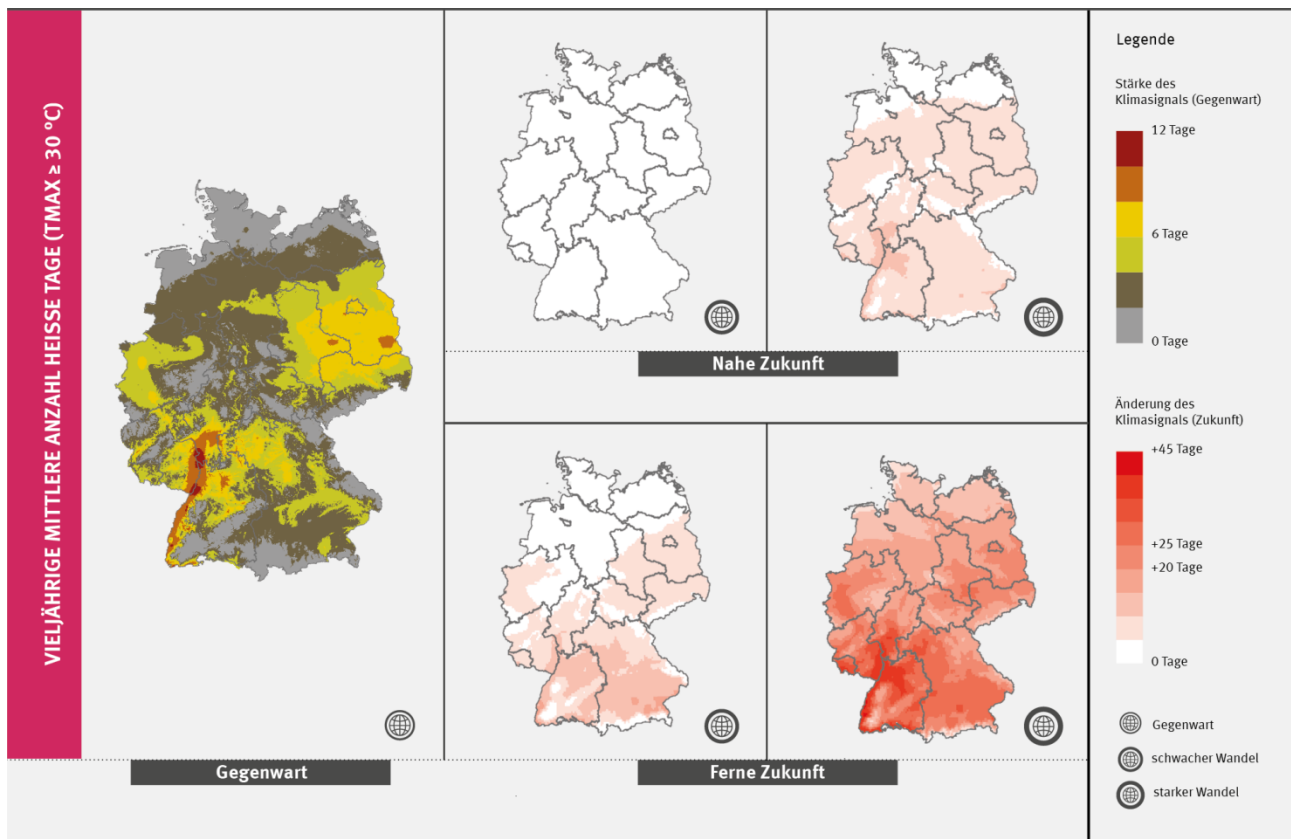 VIELJÄHRIGE MITTLERE ANZAHL HEISSE TAGE (TMAX ≥ 30 °C)
Gegenwart
Nahe Zukunft
Ferne Zukunft
Legende
Stärke des
Klimasignals (Gegenwart)
12 Tage
6 Tage
0 Tage
Änderung des
Klimasignals (Zukunft)
+45 Tage
+25 Tage
+20 Tage
0 Tage
Gegenwart
schwacher Wandel
starker Wandel